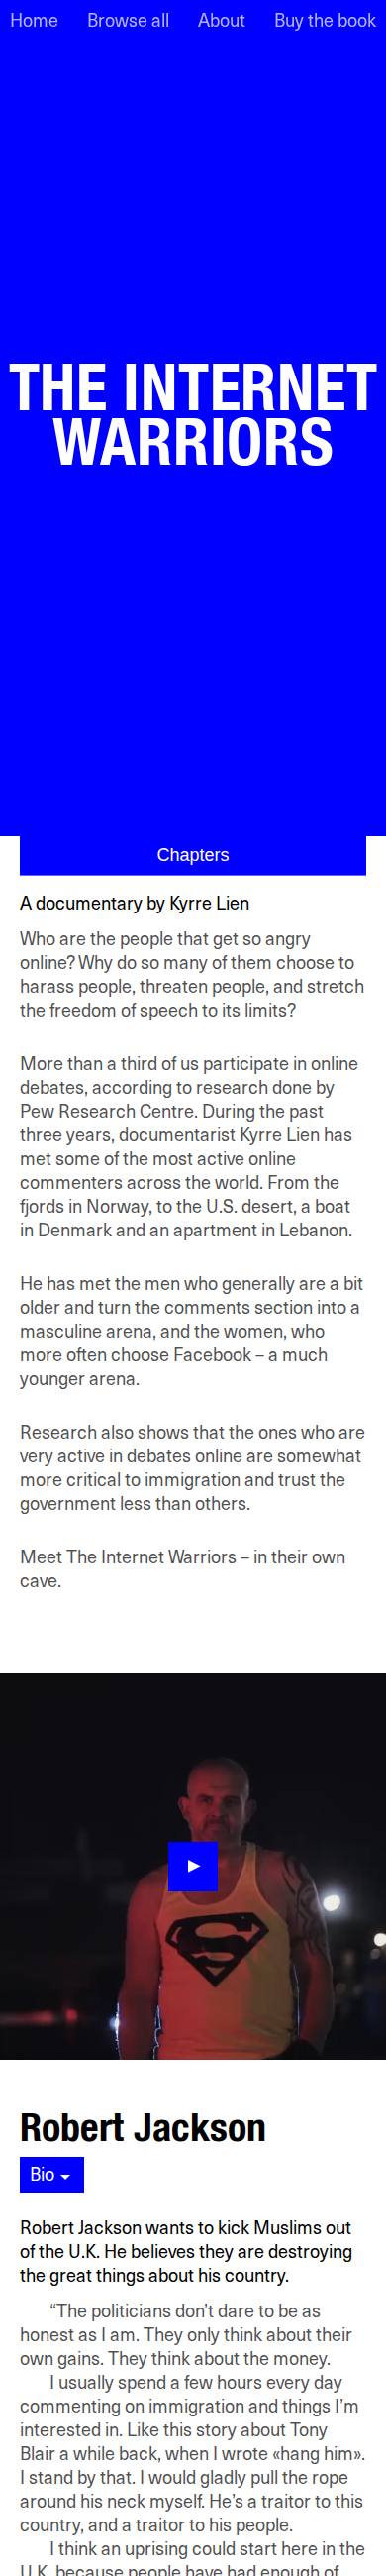 Home Browse all About Buy the book
THE INTERNET
WARRIORS
Chapters
A documentary by Kyrre Lien
Who are the people that get so angry
online? Why do so many of them choose to
harass people, threaten people, and stretch
the freedom of speech to its limits?
More than a third of us participate in online
debates, according to research done by
Pew Research Centre. During the past
three years, documentarist Kyrre Lien has
met some of the most active online
commenters across the world. From the
fjords in Norway, to the U.S. desert, a boat
in Denmark and an apartment in Lebanon.
He has met the men who generally are a bit
older and turn the comments section into a
masculine arena, and the women, who
more often choose Facebook – a much
younger arena.
Research also shows that the ones who are
very active in debates online are somewhat
more critical to immigration and trust the
government less than others.
Meet The Internet Warriors – in their own
cave.
Robert Jackson
Bio
Robert Jackson wants to kick Muslims out
of the U.K. He believes they are destroying
the great things about his country.
“The politicians don’t dare to be as
honest as I am. They only think about their
own gains. They think about the money.
I usually spend a few hours every day
commenting on immigration and things I’m
interested in. Like this story about Tony
Blair a while back, when I wrote «hang him».
I stand by that. I would gladly pull the rope
around his neck myself. He’s a traitor to this
country, and a traitor to his people.
I think an uprising could start here in the
U.K. because people have had enough of